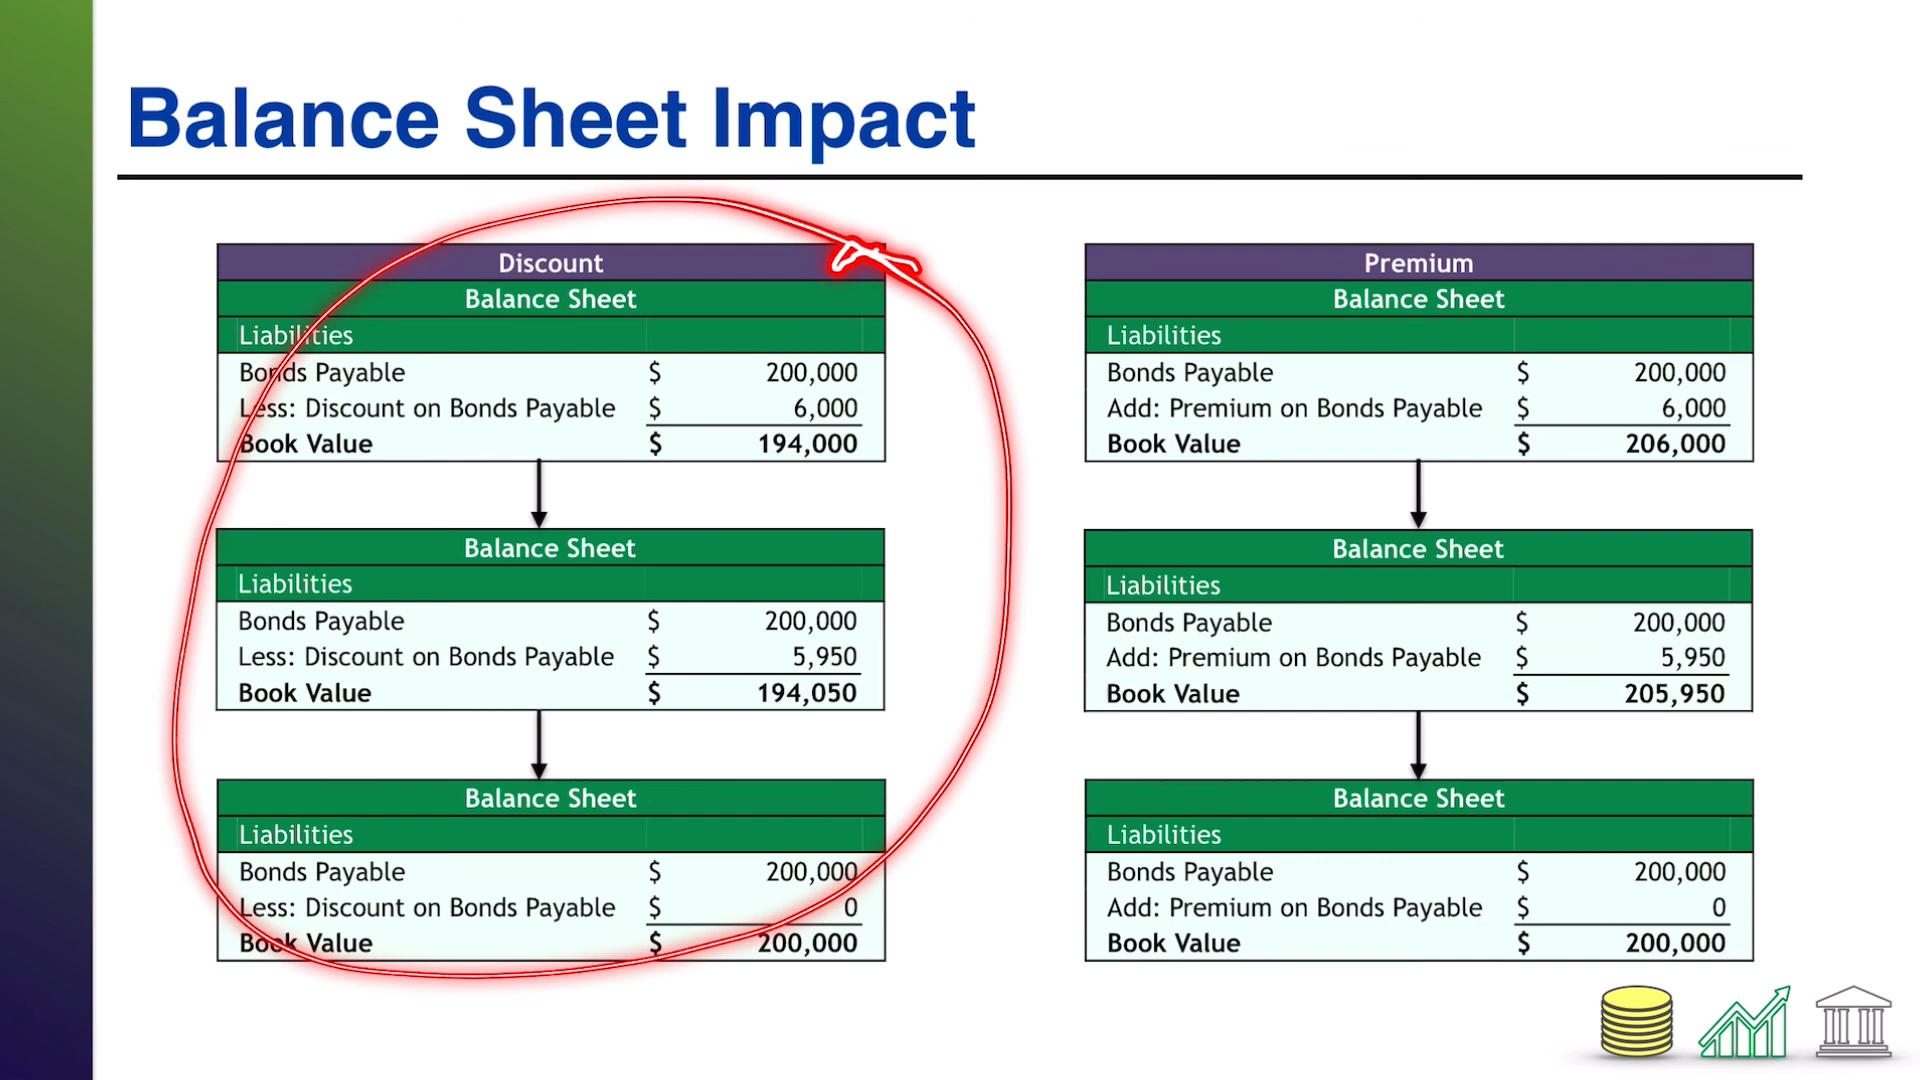 Balance Sheet Impact
Discount
Balance Sheet
Liabilities
Bonds Payable $ 200,000
Less: Discount on Bonds Payable $ 6,000
Book Value $ 194,000
Balance Sheet
Liabilities
Bonds Payable $ 200,000
Less: Discount on Bonds Payable $ 5,950
Book Value $ 194,050
Balance Sheet
Liabilities
Bonds Payable $ 200,000
Less: Discount on Bonds Payable $ 0
Book Value $ 200,000
Premium
Balance Sheet
Liabilities
Bonds Payable $ 200,000
Add: Premium on Bonds Payable $ 6,000
Book Value $ 206,000
Balance Sheet
Liabilities
Bonds Payable $ 200,000
Add: Premium on Bonds Payable $ 5,950
Book Value $ 205,950
Balance Sheet
Liabilities
Bonds Payable $ 200,000
Add: Premium on Bonds Payable $ 0
Book Value $ 200,000